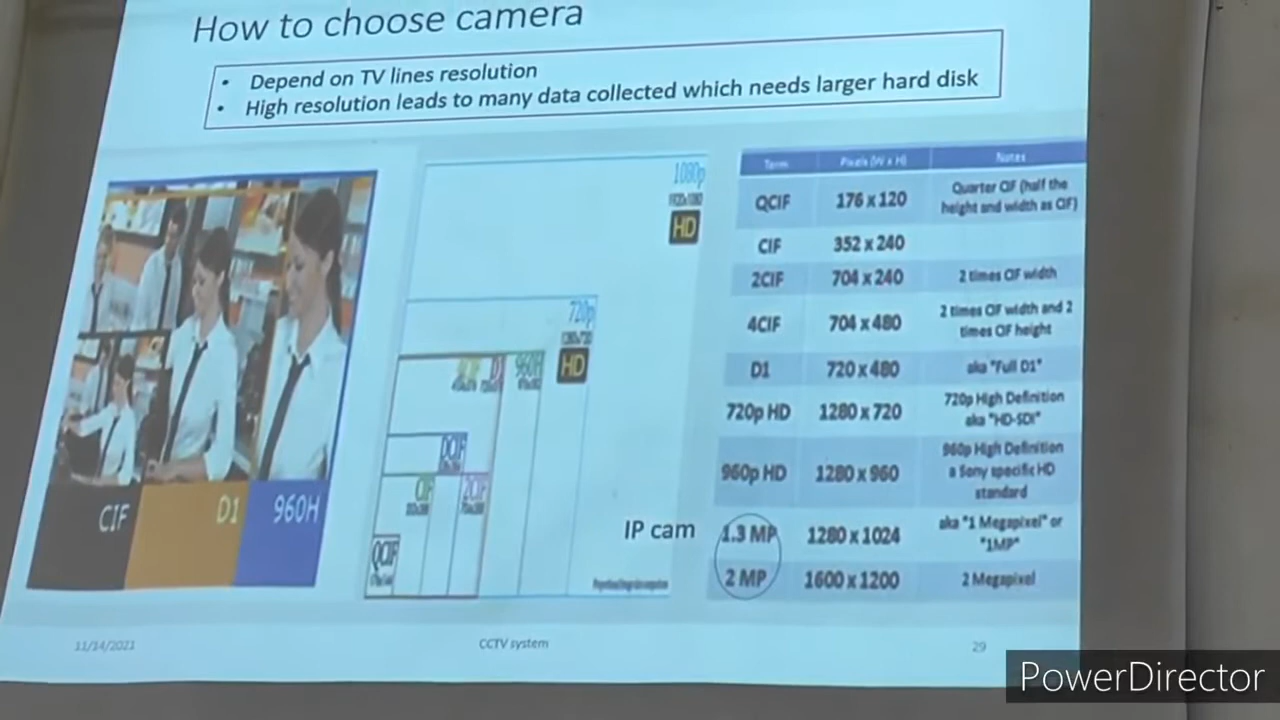 How to choose camera
• Depend on TV lines resolution
• High resolution leads to many data collected which needs larger hard disk
CIF
D1
960H
1080p
1920x1080
HD
720p
1280x720
HD
D1
960H
CIF
2CIF
QCIF
IP cam
Term Pixels (W x H) Notes
QCIF 176 x 120 Quarter CIF (half the
height and width as CIF)
CIF 352 x 240
2CIF 704 x 240 2 times CIF width
4CIF 704 x 480 2 times CIF width and 2
times CIF height
D1 720 x 480 aka "Full D1"
720p HD 1280 x 720 720p High Definition
aka "HD-SDI"
960p HD 1280 x 960 960p High Definition
a Sony specific HD
standard
1.3 MP 1280 x 1024 aka "1 Megapixel" or
"1MP"
2 MP 1600 x 1200 2 Megapixel
11/14/2021
CCTV system
29
PowerDirector